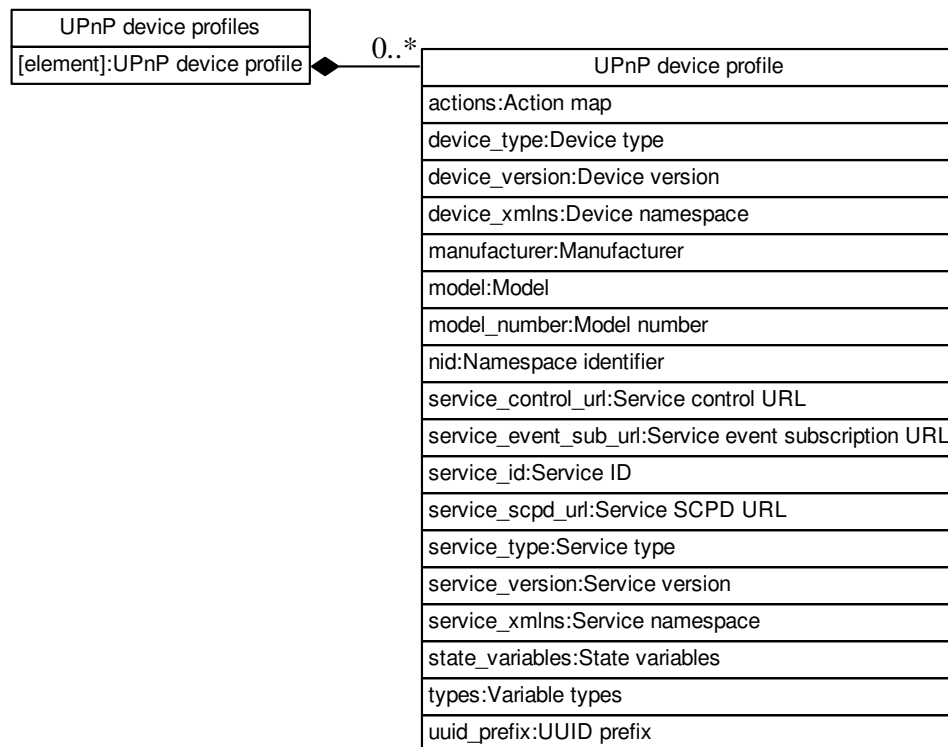 UPnP device profiles
[element]:UPnP device profile
0..*
UPnP device profile
actions:Action map
device_type:Device type
device_version:Device version
device_xmlns:Device namespace
manufacturer:Manufacturer
model:Model
model_number:Model number
nid:Namespace identifier
service_control_url:Service control URL
service_event_sub_url:Service event subscription URL
service_id:Service ID
service_scpd_url:Service SCPD URL
service_type:Service type
service_version:Service version
service_xmlns:Service namespace
state_variables:State variables
types:Variable types
uuid_prefix:UUID prefix